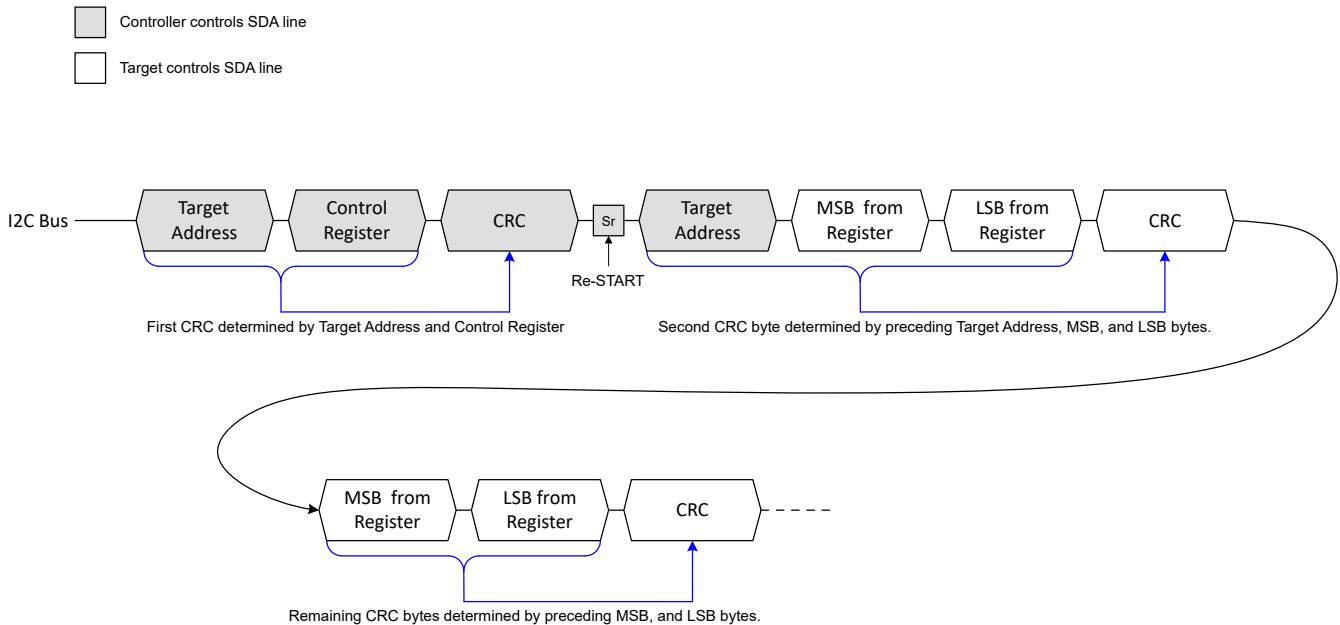 Controller controls SDA line
Target controls SDA line
I2C Bus
Target
Address
Control
Register
CRC
Sr
Target
Address
MSB from
Register
LSB from
Register
CRC
Re-START
First CRC determined by Target Address and Control Register
Second CRC byte determined by preceding Target Address, MSB, and LSB bytes.
MSB from
Register
LSB from
Register
CRC
Remaining CRC bytes determined by preceding MSB, and LSB bytes.